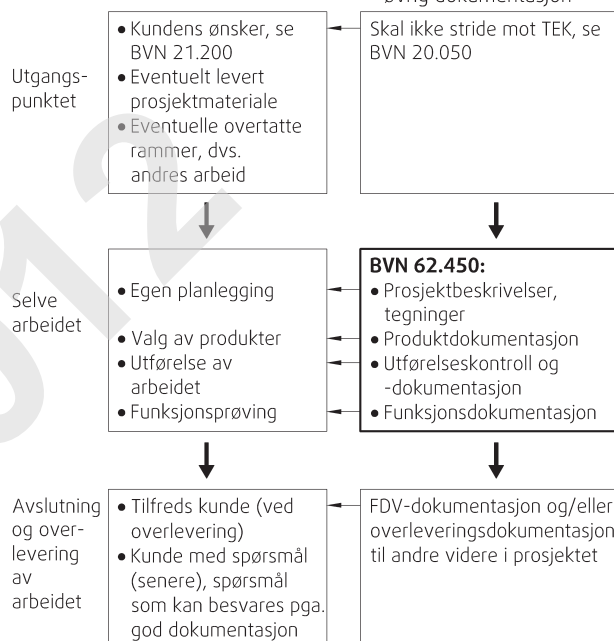 øvrig dokumentasjon
Utgangs-
punktet
• Kundens ønsker, se
BVN 21.200
• Eventuelt levert
prosjektmateriale
• Eventuelle overtatte
rammer, dvs.
andres arbeid
Skal ikke stride mot TEK, se
BVN 20.050
Selve
arbeidet
• Egen planlegging
• Valg av produkter
• Utførelse av
arbeidet
• Funksjonsprøving
BVN 62.450:
• Prosjektbeskrivelser,
tegninger
• Produktdokumentasjon
• Utførelseskontroll og
-dokumentasjon
• Funksjonsdokumentasjon
Avslutning
og over-
levering
av
arbeidet
• Tilfreds kunde (ved
overlevering)
• Kunde med spørsmål
(senere), spørsmål
som kan besvares pga.
god dokumentasjon
FDV-dokumentasjon og/eller
overleveringsdokumentasjon
til andre videre i prosjektet
012